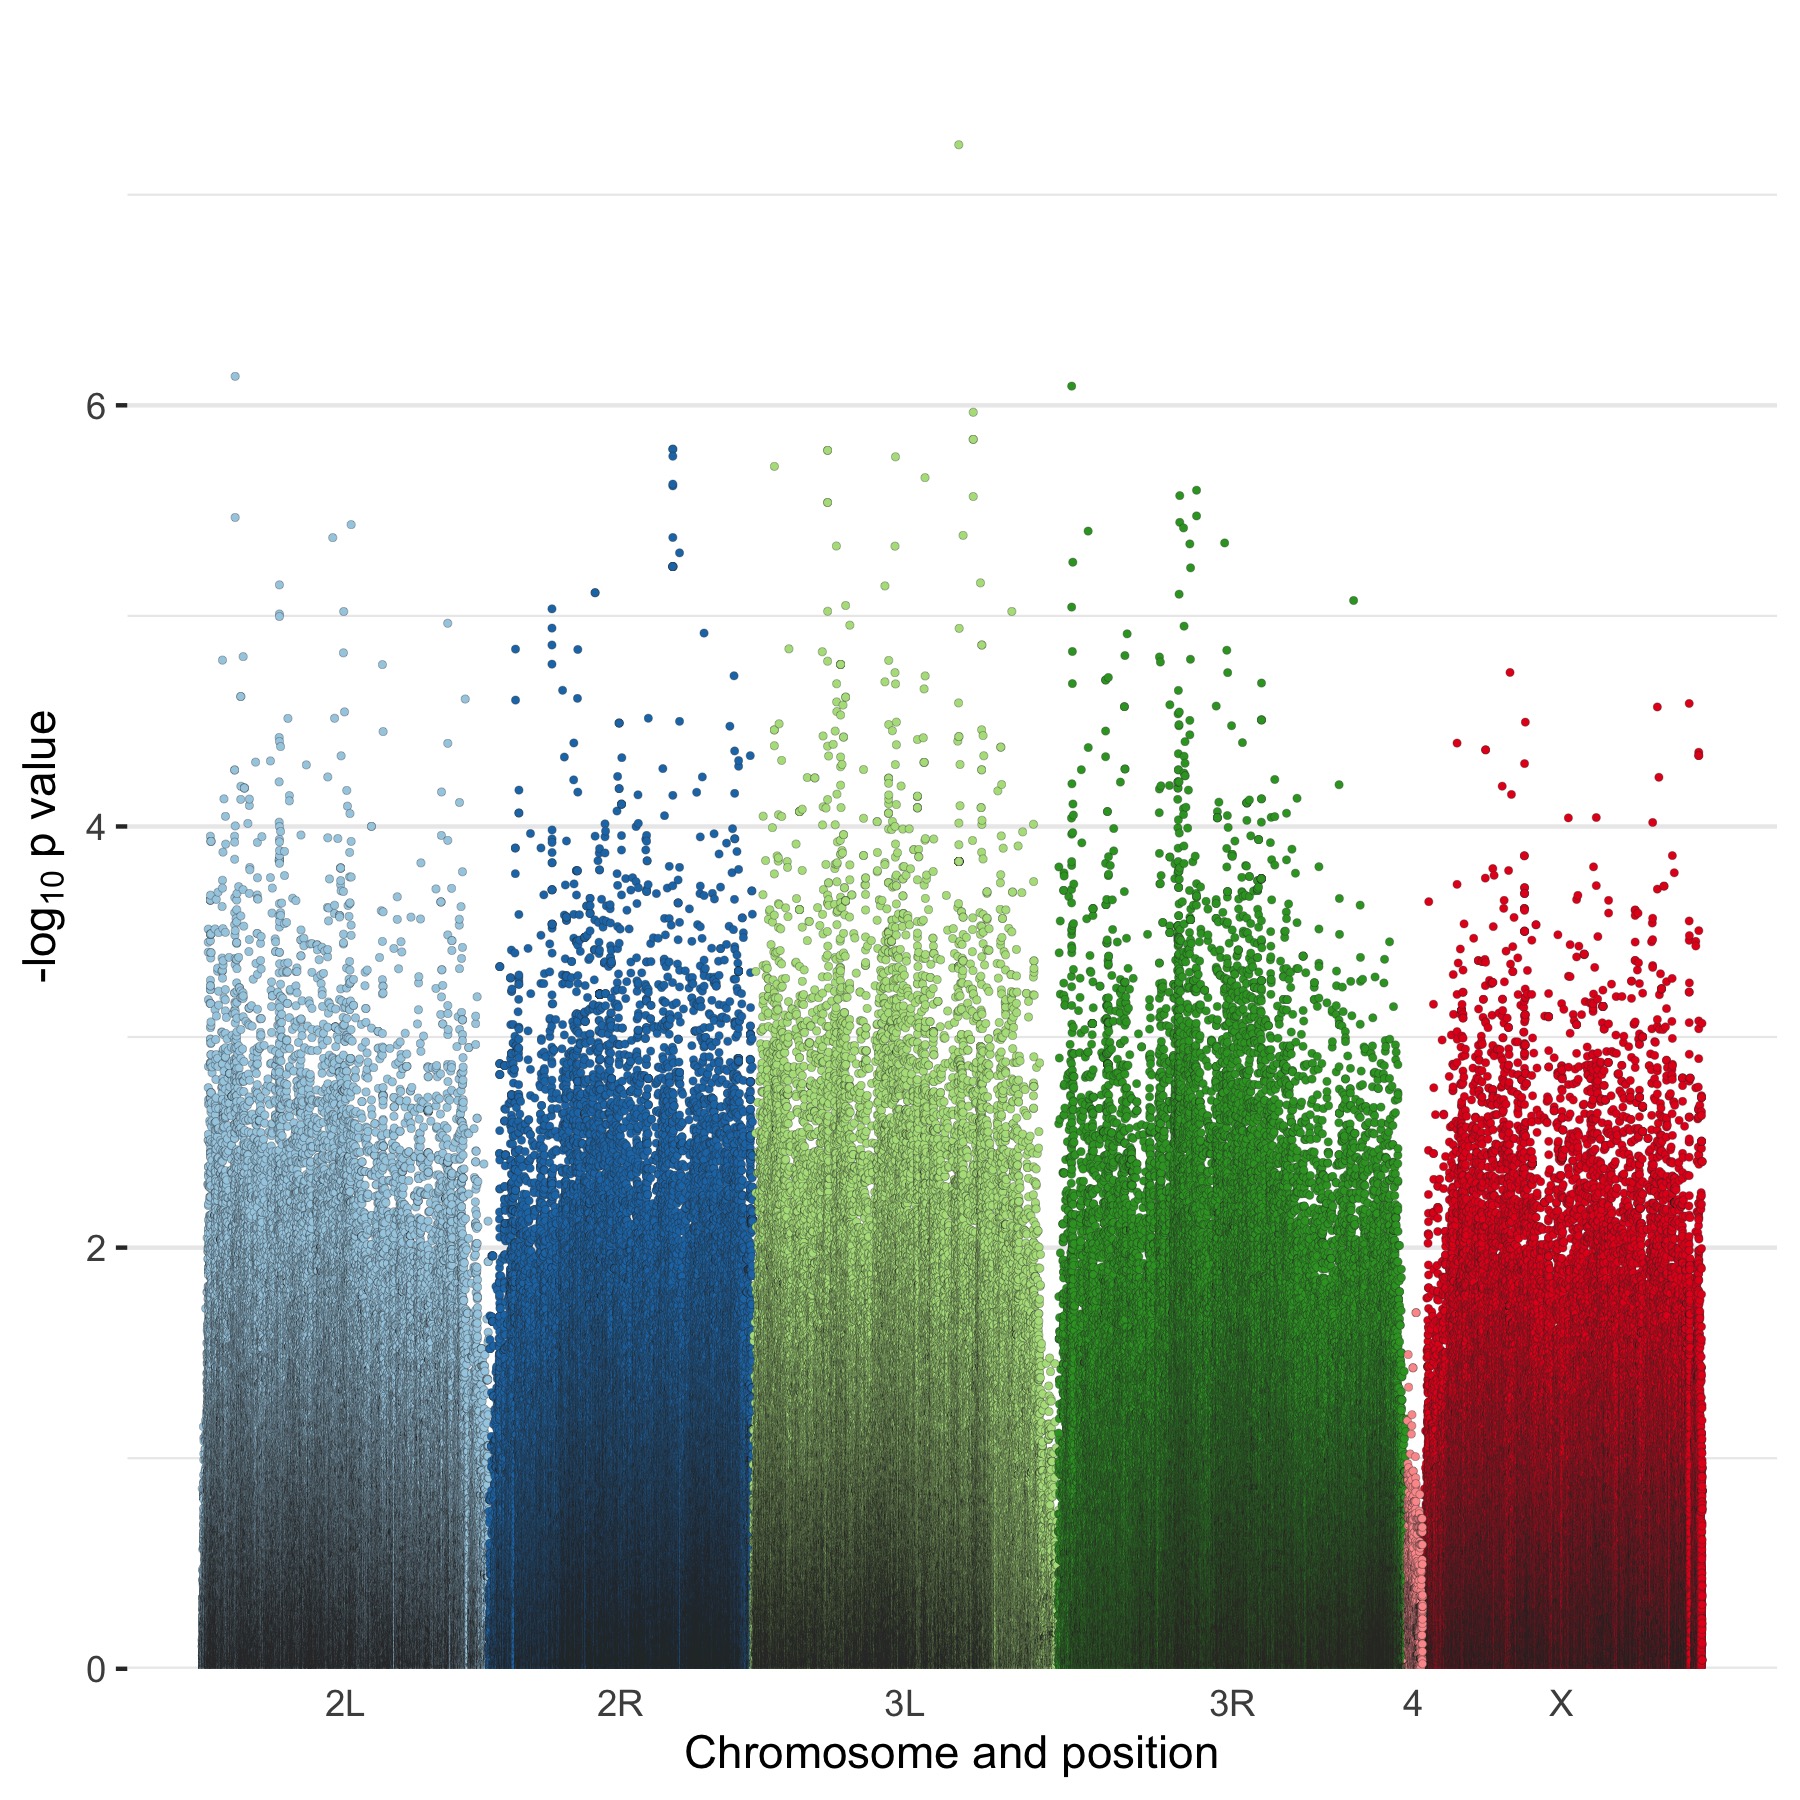 -log₁₀ p value
6
4
2
0
2L 2R 3L 3R 4 X
Chromosome and position